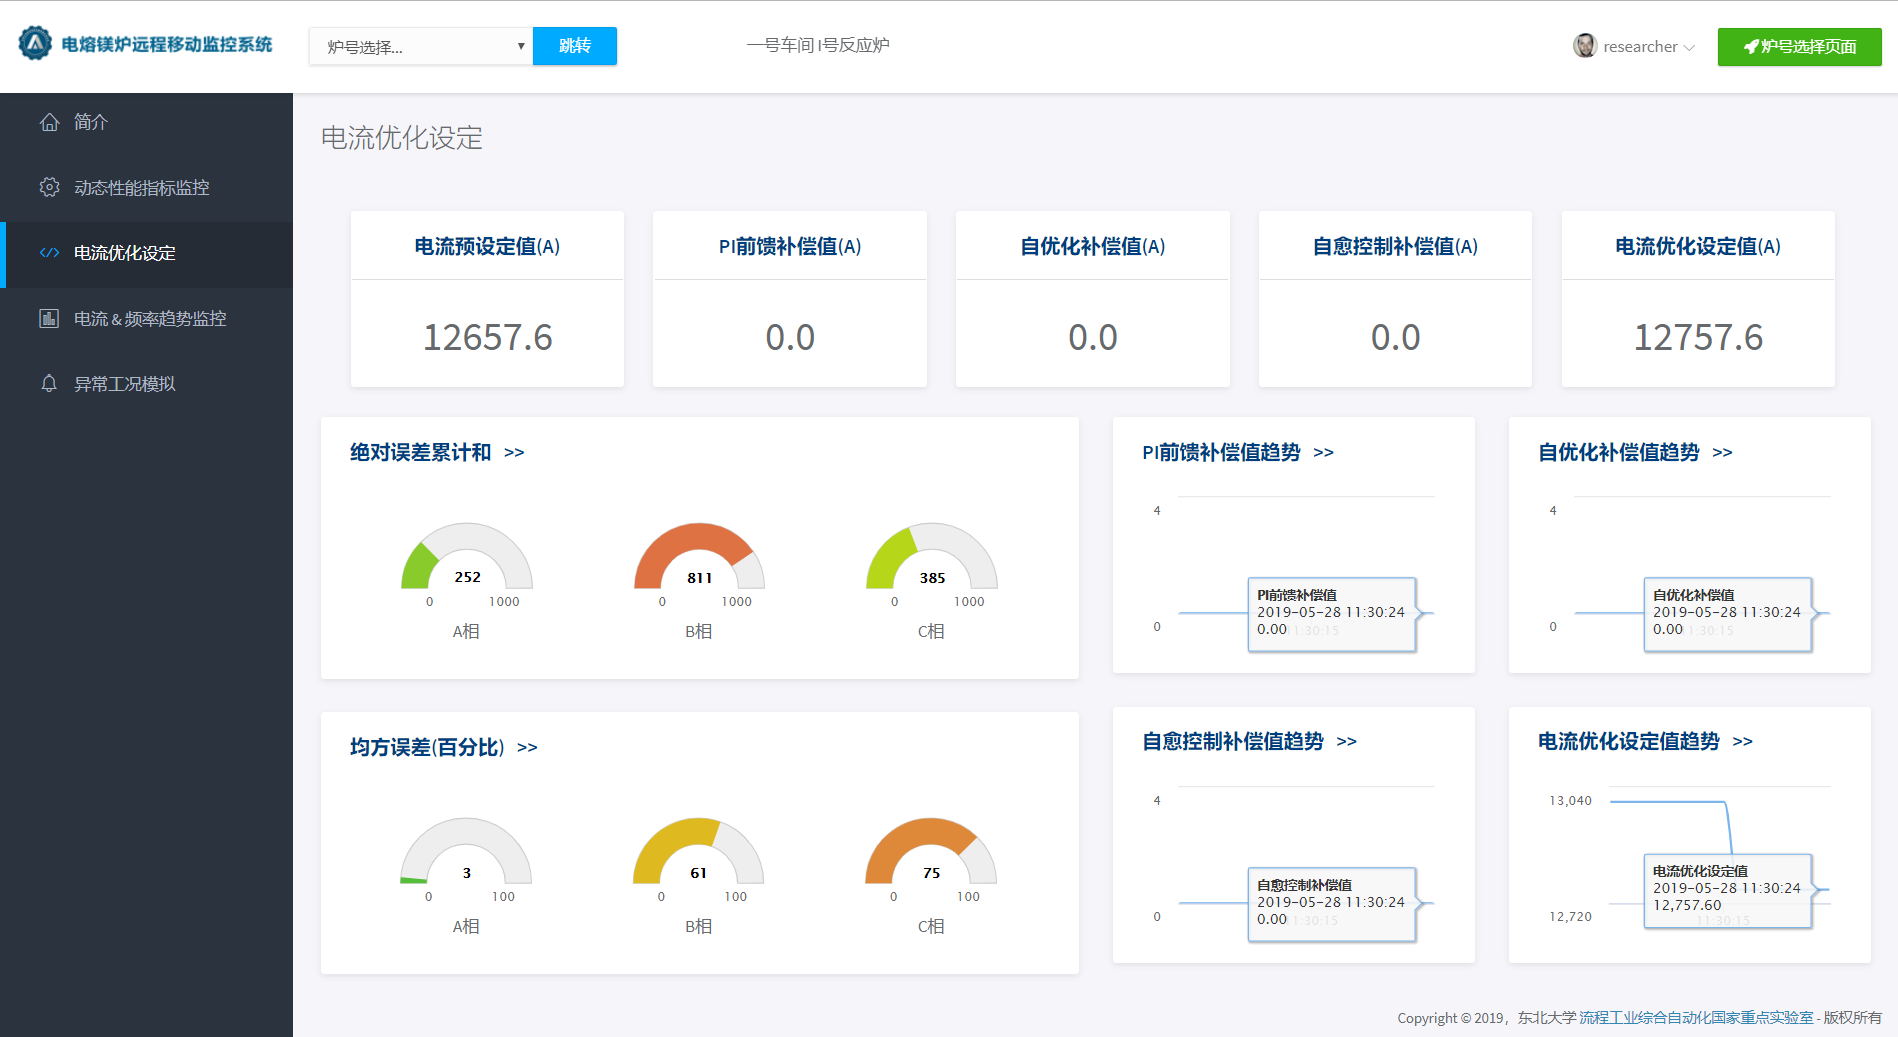 电熔镁炉远程移动监控系统
炉号选择...
跳转
一号车间 I号反应炉
researcher
炉号选择页面
简介
动态性能指标监控
电流优化设定
电流 & 频率趋势监控
异常工况模拟
电流优化设定
电流预设定值(A)
12657.6
PI前馈补偿值(A)
0.0
自优化补偿值(A)
0.0
自愈控制补偿值(A)
0.0
电流优化设定值(A)
12757.6
绝对误差累计和 >>
252
0 1000
A相
811
0 1000
B相
385
0 1000
C相
PI前馈补偿值趋势 >>
4
0
PI前馈补偿值
2019-05-28 11:30:24
0.00
11:30:15
自优化补偿值趋势 >>
4
0
自优化补偿值
2019-05-28 11:30:24
0.00
11:30:15
均方误差(百分比) >>
3
0 100
A相
61
0 100
B相
75
0 100
C相
自愈控制补偿值趋势 >>
4
0
自愈控制补偿值
2019-05-28 11:30:24
0.00
11:30:15
电流优化设定值趋势 >>
13,040
12,720
电流优化设定值
2019-05-28 11:30:24
12,757.60
11:30:15
Copyright © 2019，东北大学 流程工业综合自动化国家重点实验室 - 版权所有